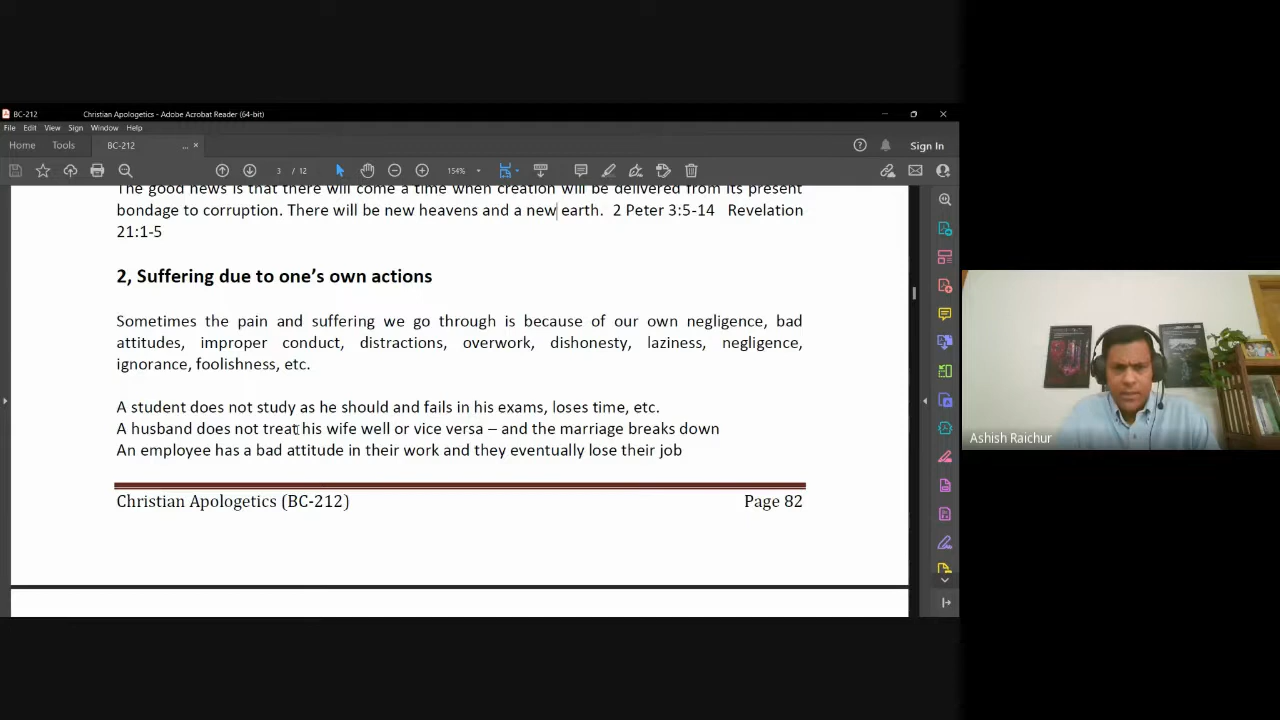 BC-212 Christian Apologetics - Adobe Acrobat Reader (64-bit)
File Edit View Sign Window Help
Home Tools BC-212 ... × Sign In
3 / 12 154%
The good news is that there will come a time when creation will be delivered from its present
bondage to corruption. There will be new heavens and a new earth. 2 Peter 3:5-14 Revelation
21:1-5
2, Suffering due to one's own actions
Sometimes the pain and suffering we go through is because of our own negligence, bad
attitudes, improper conduct, distractions, overwork, dishonesty, laziness, negligence,
ignorance, foolishness, etc.
A student does not study as he should and fails in his exams, loses time, etc.
A husband does not treat his wife well or vice versa – and the marriage breaks down
An employee has a bad attitude in their work and they eventually lose their job
Christian Apologetics (BC-212) Page 82
Ashish Raichur